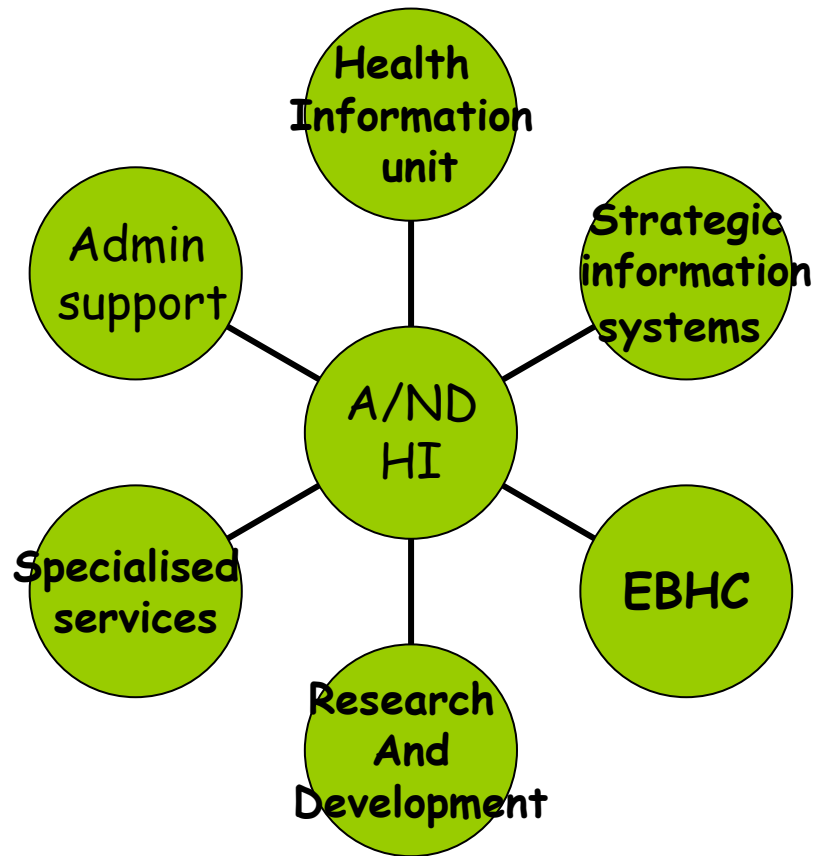 Health
Information
unit
Strategic
information
systems
Admin
support
A/ND
HI
Specialised
services
EBHC
Research
And
Development